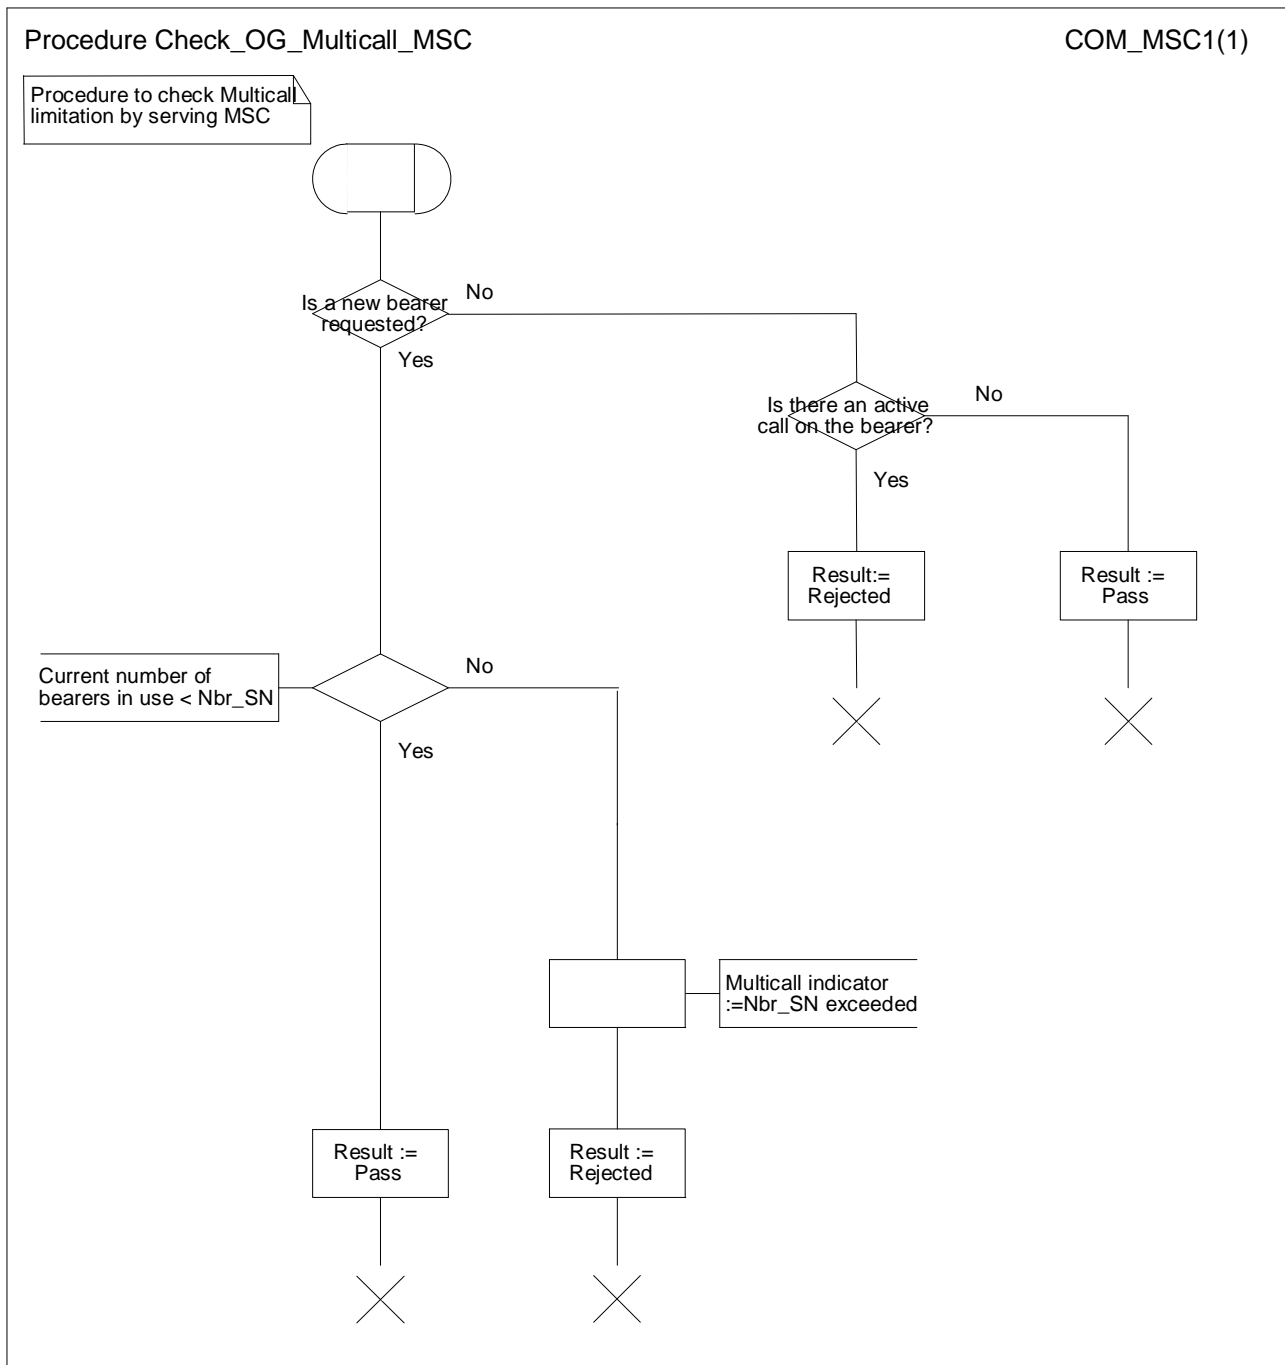 Procedure Check_OG_Multicall_MSC
COM_MSC1(1)
Procedure to check Multicall
limitation by serving MSC
Is a new bearer
requested?
No
Yes
Is there an active
call on the bearer?
No
Yes
Result:=
Rejected
Result :=
Pass
Current number of
bearers in use < Nbr_SN
No
Yes
Multicall indicator
:=Nbr_SN exceeded
Result :=
Pass
Result :=
Rejected